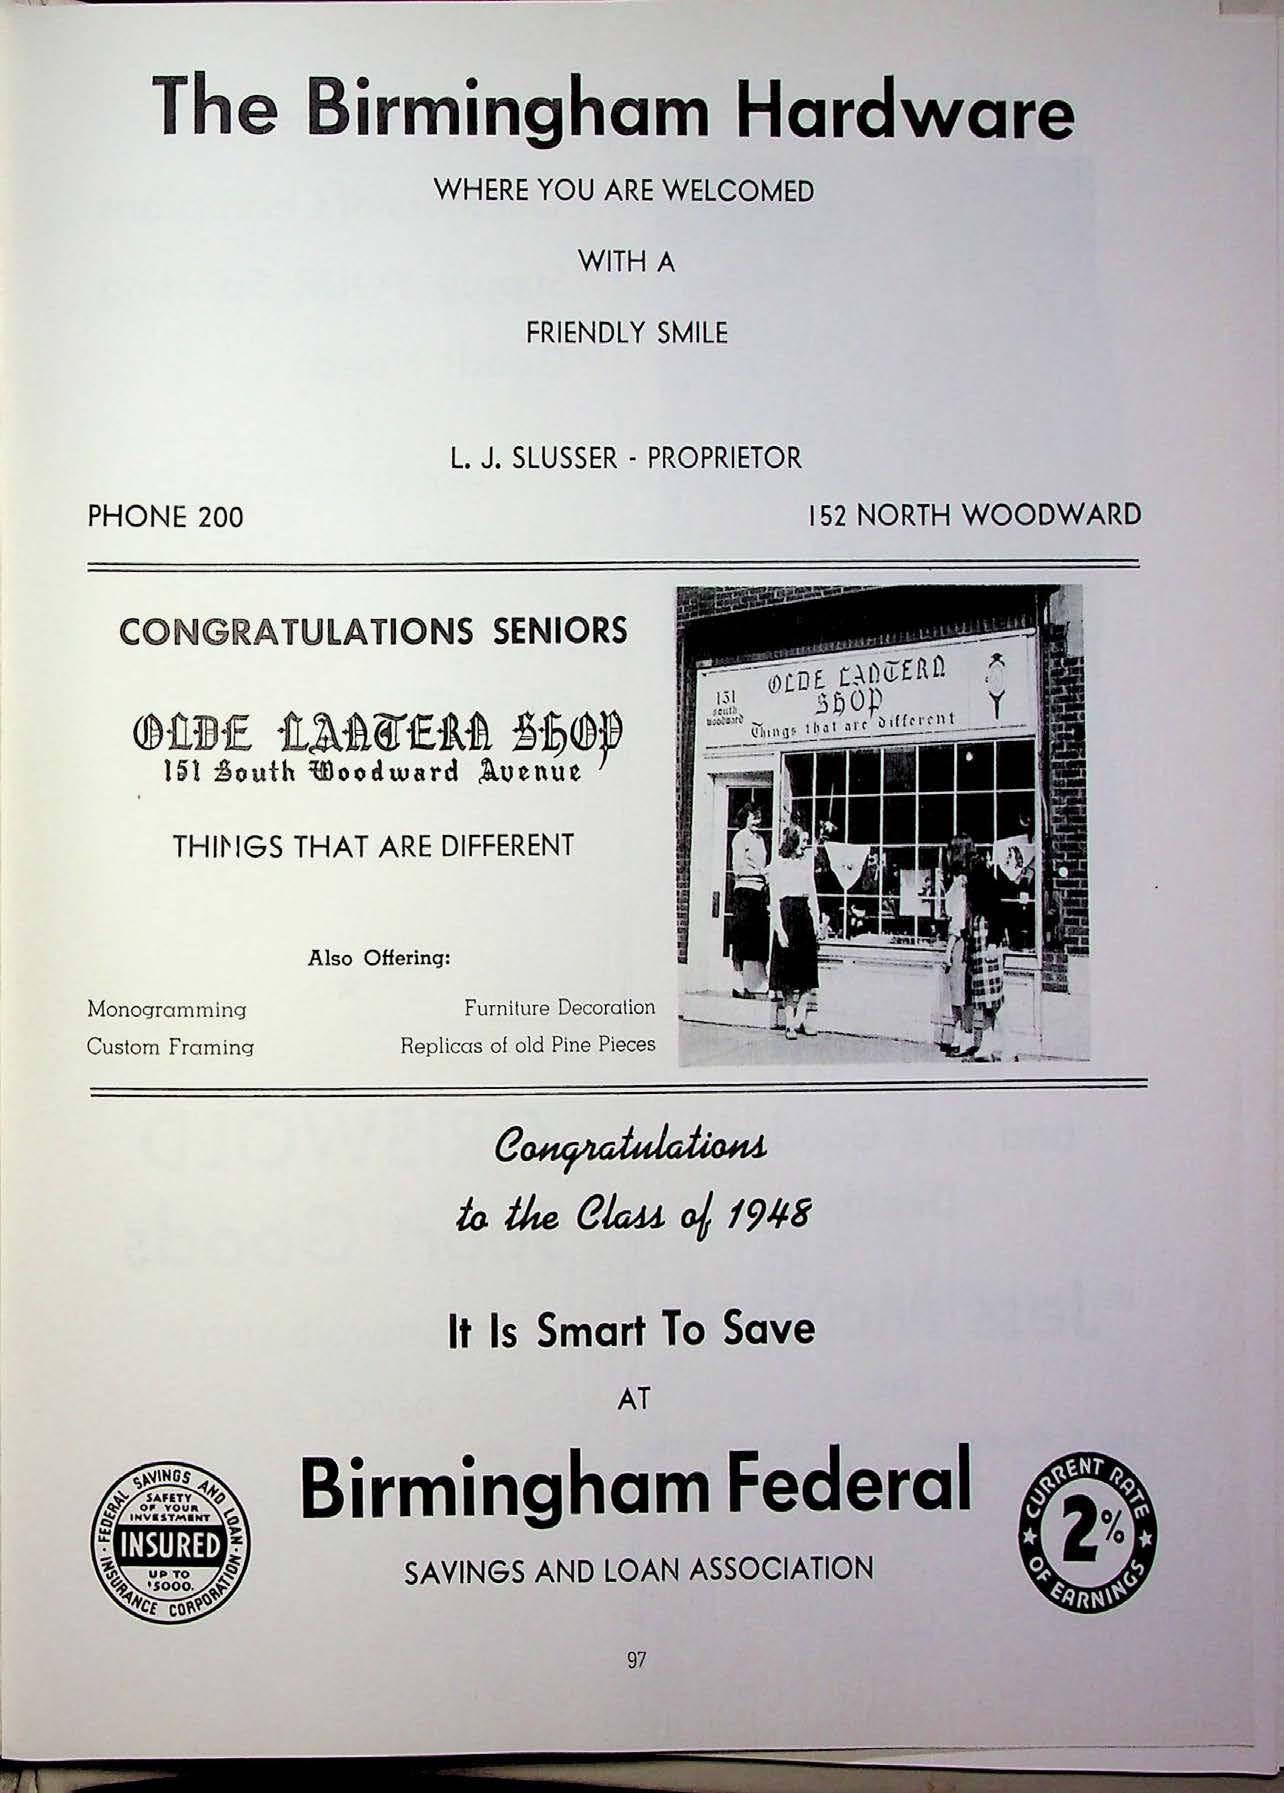 The Birmingham Hardware
WHERE YOU ARE WELCOMED
WITH A
FRIENDLY SMILE
L. J. SLUSSER - PROPRIETOR
PHONE 200
152 NORTH WOODWARD
CONGRATULATIONS SENIORS
OLDE LANTERN SHOP
151 South Woodward Avenue
THINGS THAT ARE DIFFERENT
Also Offering:
Monogramming
Furniture Decoration
Custom Framing
Replicas of old Pine Pieces
OLDE LANTERN
SHOP
151
south
woodward
Things that are different
Congratulations
to the Class of 1948
It Is Smart To Save
AT
Birmingham Federal
SAVINGS AND LOAN ASSOCIATION
FEDERAL SAVINGS AND LOAN INSURANCE CORPORATION
SAFETY
OF YOUR
INVESTMENT
INSURED
UP TO
$5000.
CURRENT RATE
2%
OF EARNINGS
97